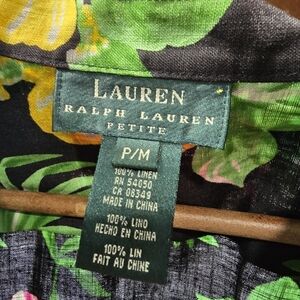 LAUREN
RALPH LAUREN
PETITE
P/M
100% LINEN
RN 54050
CA 08349
MADE IN CHINA
100% LINO
HECHO EN CHINA
100% LIN
FAIT AU CHINE